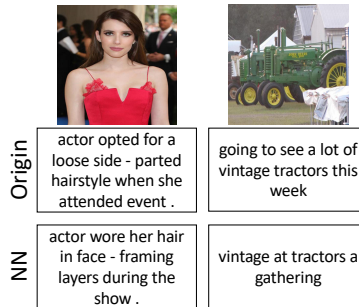 Origin
actor opted for a
loose side - parted
hairstyle when she
attended event .
going to see a lot of
vintage tractors this
week
NN
actor wore her hair
in face - framing
layers during the
show .
vintage at tractors a
gathering